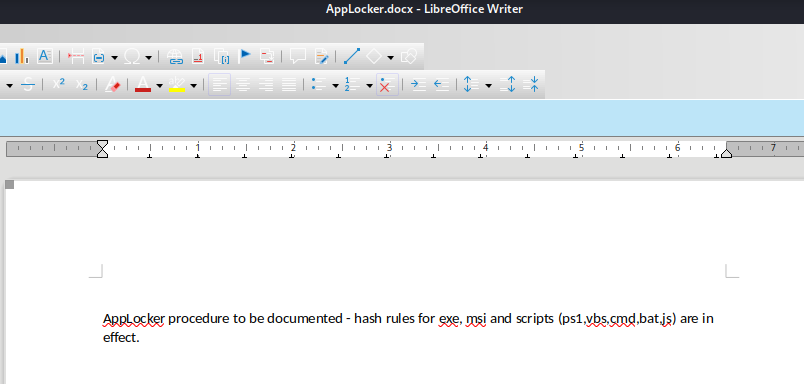 AppLocker.docx - LibreOffice Writer
1 2 3 4 5 6 7
AppLocker procedure to be documented - hash rules for exe, msi and scripts (ps1,vbs,cmd,bat,js) are in
effect.